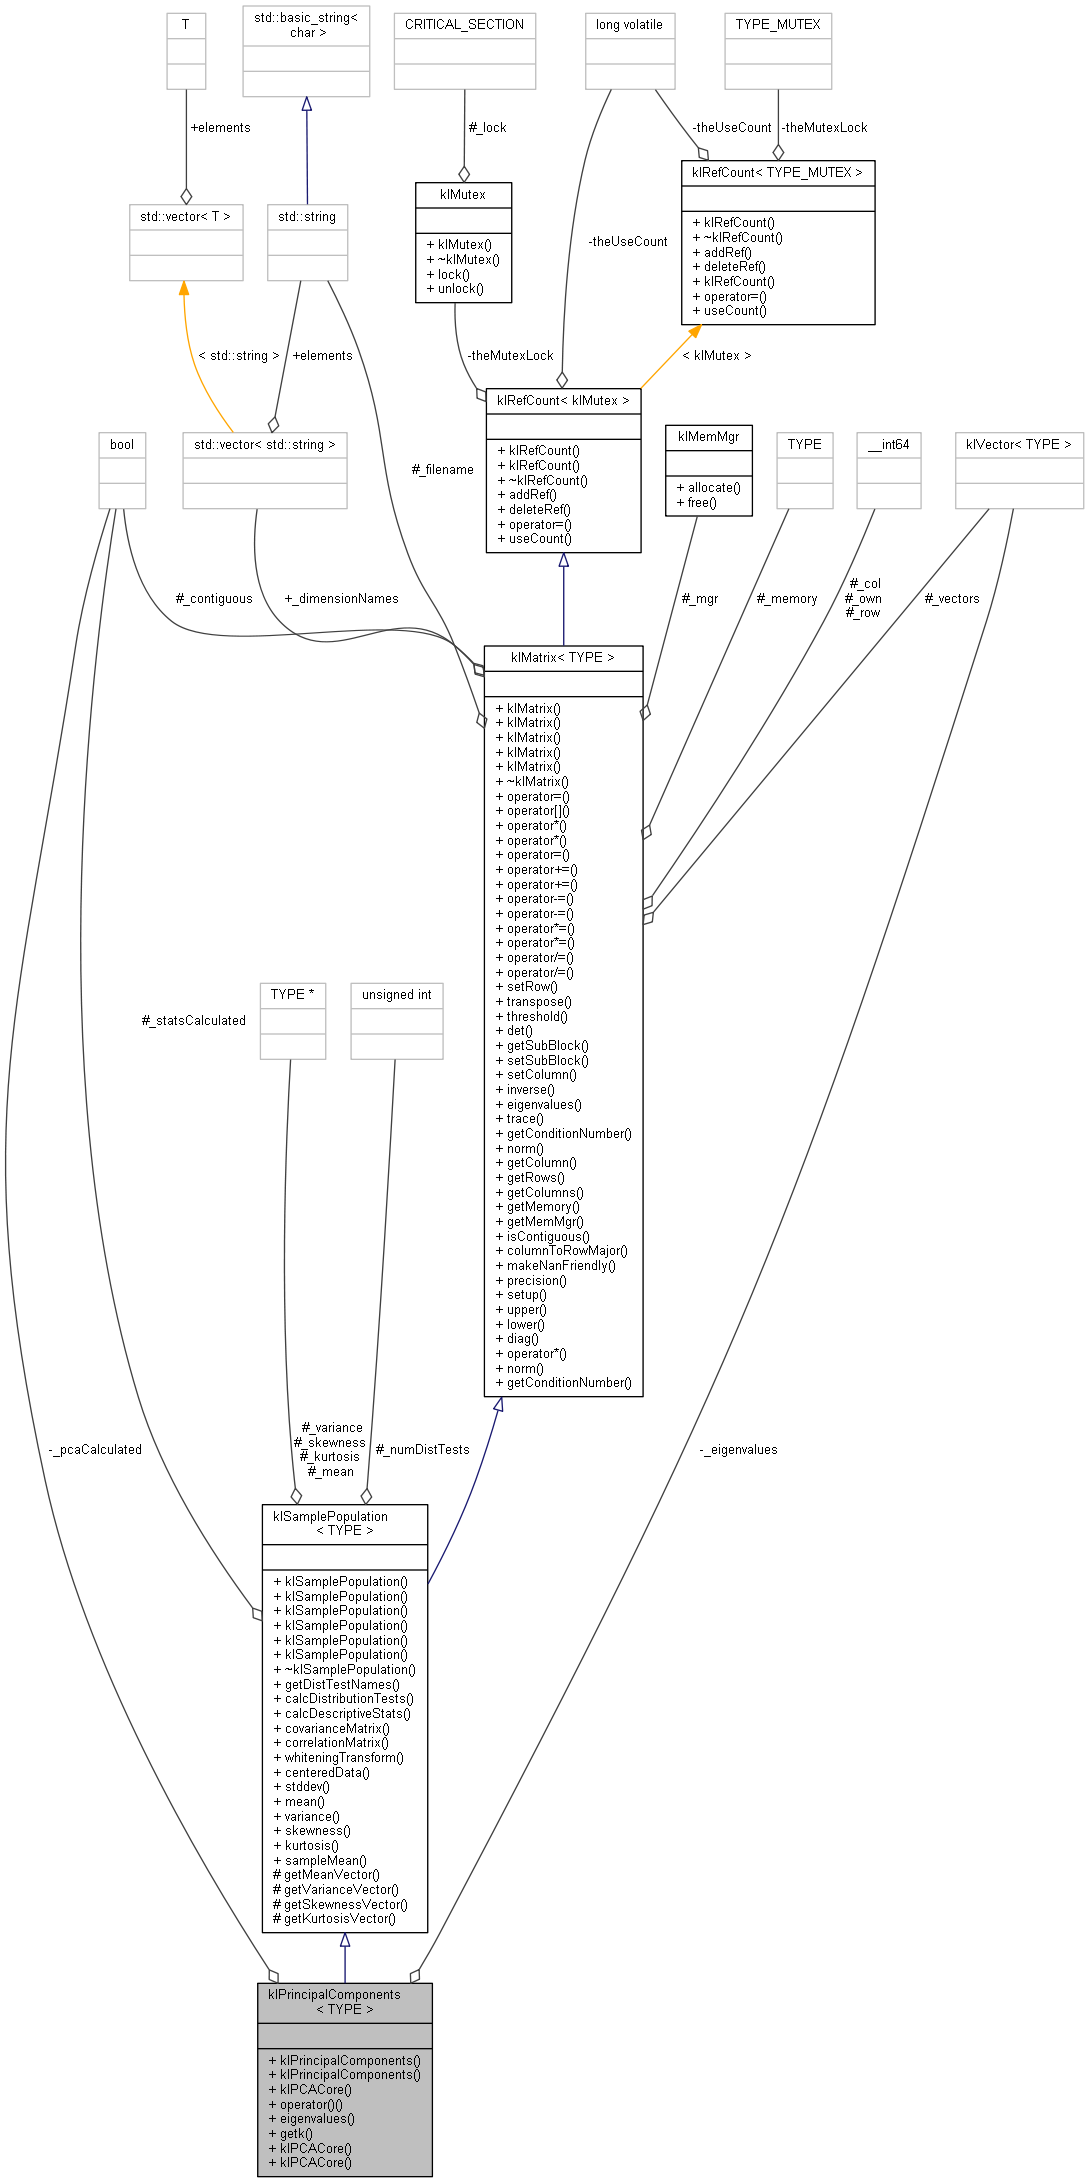 T
std::basic_string<
char >
CRITICAL_SECTION
long volatile
TYPE_MUTEX
+elements
#_lock
-theUseCount
-theMutexLock
std::vector< T >
std::string
klMutex
+ klMutex()
+ ~klMutex()
+ lock()
+ unlock()
klRefCount< TYPE_MUTEX >
+ klRefCount()
+ ~klRefCount()
+ addRef()
+ deleteRef()
+ klRefCount()
+ operator=()
+ useCount()
-theUseCount
< std::string >
+elements
-theMutexLock
< klMutex >
klRefCount< klMutex >
+ klRefCount()
+ klRefCount()
+ ~klRefCount()
+ addRef()
+ deleteRef()
+ operator=()
+ useCount()
bool
std::vector< std::string >
#_filename
klMemMgr
+ allocate()
+ free()
TYPE
__int64
klVector< TYPE >
#_contiguous
+_dimensionNames
#_mgr
#_memory
#_col
#_own
#_row
#_vectors
klMatrix< TYPE >
+ klMatrix()
+ klMatrix()
+ klMatrix()
+ klMatrix()
+ klMatrix()
+ ~klMatrix()
+ operator=()
+ operator[]()
+ operator*()
+ operator*()
+ operator=()
+ operator+=()
+ operator+=()
+ operator-=()
+ operator-=()
+ operator*=()
+ operator*=()
+ operator/=()
+ operator/=()
+ setRow()
+ transpose()
+ threshold()
+ det()
+ getSubBlock()
+ setSubBlock()
+ setColumn()
+ inverse()
+ eigenvalues()
+ trace()
+ getConditionNumber()
+ norm()
+ getColumn()
+ getRows()
+ getColumns()
+ getMemory()
+ getMemMgr()
+ isContiguous()
+ columnToRowMajor()
+ makeNanFriendly()
+ precision()
+ setup()
+ upper()
+ lower()
+ diag()
+ operator*()
+ norm()
+ getConditionNumber()
#_statsCalculated
TYPE *
unsigned int
-_pcaCalculated
#_variance
#_skewness
#_kurtosis
#_mean
#_numDistTests
-_eigenvalues
klSamplePopulation
< TYPE >
+ klSamplePopulation()
+ klSamplePopulation()
+ klSamplePopulation()
+ klSamplePopulation()
+ klSamplePopulation()
+ klSamplePopulation()
+ ~klSamplePopulation()
+ getDistTestNames()
+ calcDistributionTests()
+ calcDescriptiveStats()
+ covarianceMatrix()
+ correlationMatrix()
+ whiteningTransform()
+ centeredData()
+ stddev()
+ mean()
+ variance()
+ skewness()
+ kurtosis()
+ sampleMean()
# getMeanVector()
# getVarianceVector()
# getSkewnessVector()
# getKurtosisVector()
klPrincipalComponents
< TYPE >
+ klPrincipalComponents()
+ klPrincipalComponents()
+ klPCACore()
+ operator()()
+ eigenvalues()
+ getk()
+ klPCACore()
+ klPCACore()